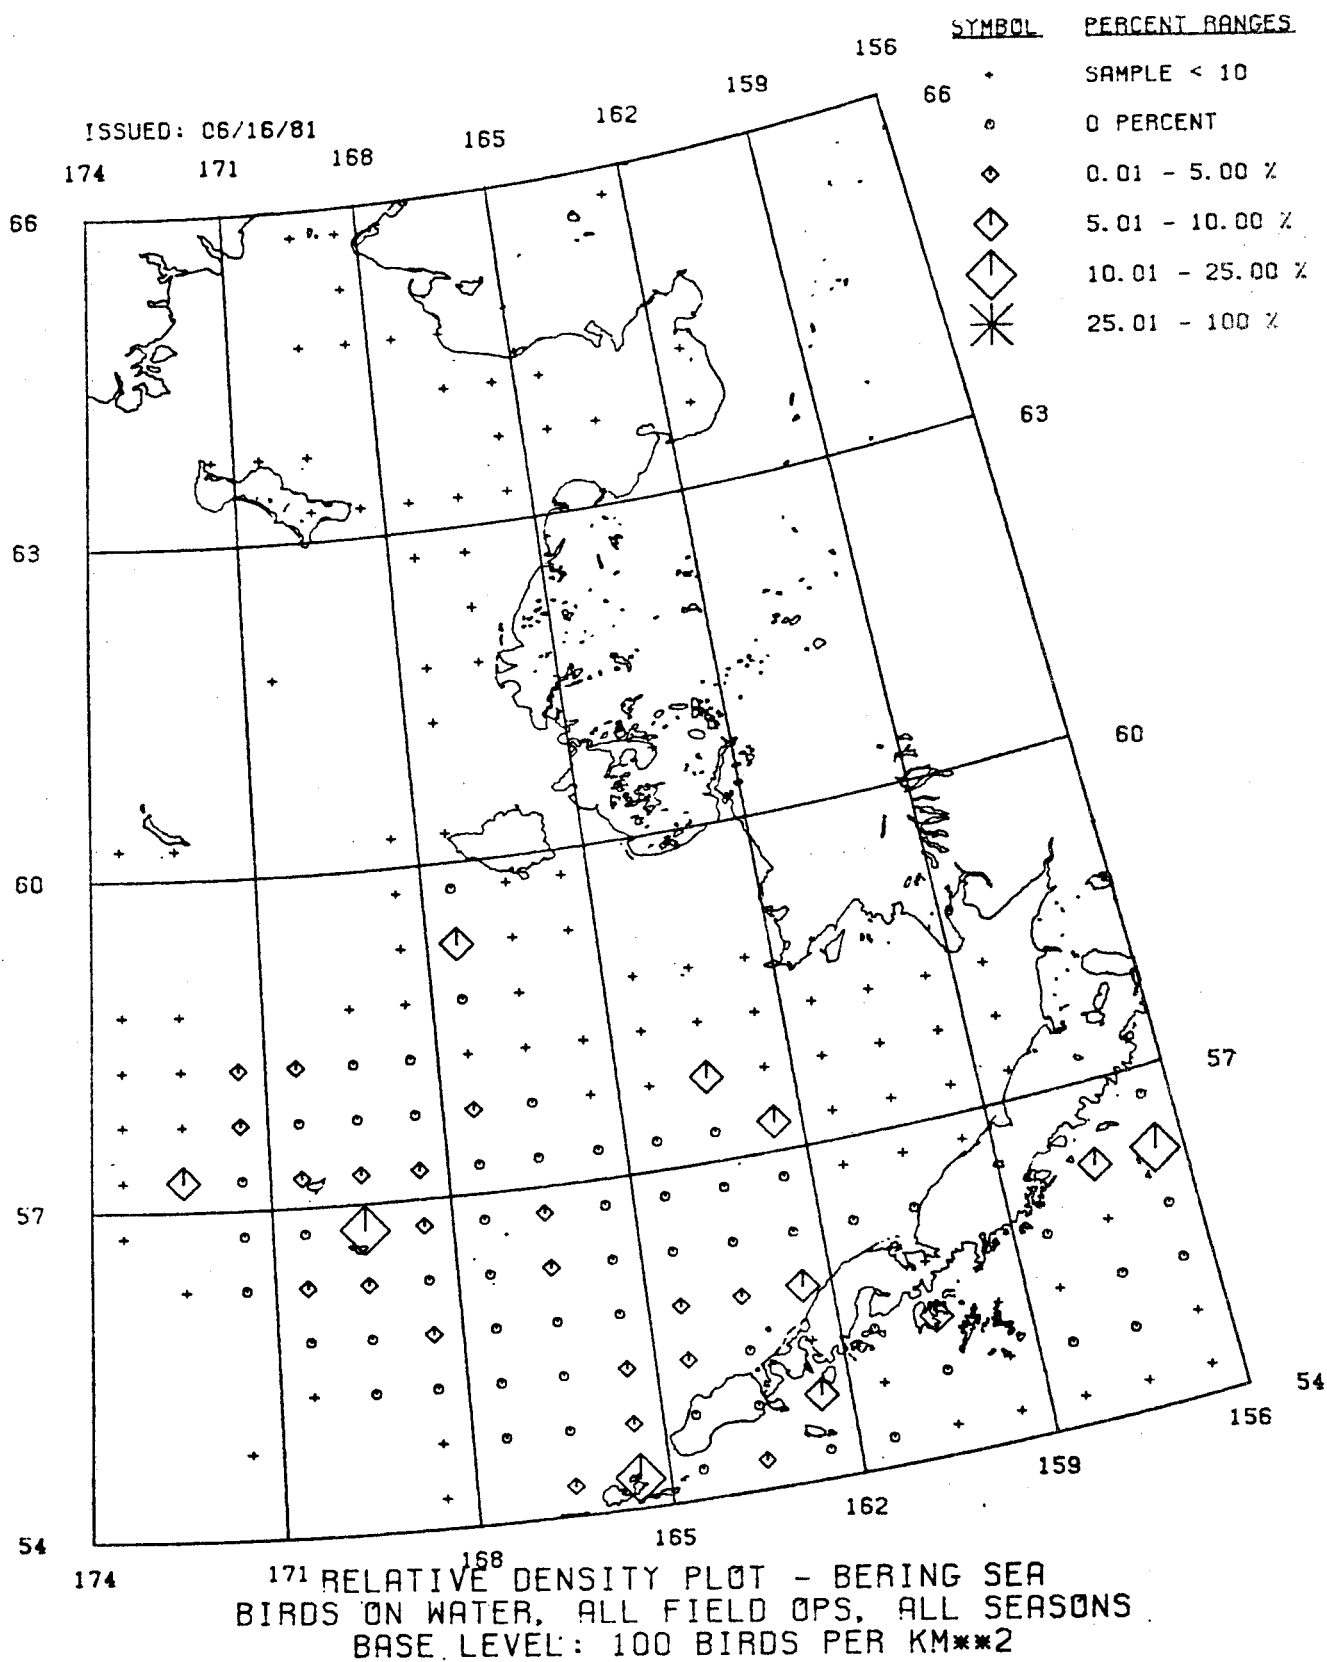 SYMBOL PERCENT RANGES
SAMPLE < 10
0 PERCENT
0.01 - 5.00 %
5.01 - 10.00 %
10.01 - 25.00 %
25.01 - 100 %
ISSUED: 06/16/81
174 171 168 165 162 159 156
66 66
63 63
60 60
57 57
54 54
174 171 168 165 162 159 156
RELATIVE DENSITY PLOT - BERING SEA
BIRDS ON WATER, ALL FIELD OPS, ALL SEASONS
BASE LEVEL: 100 BIRDS PER KM**2